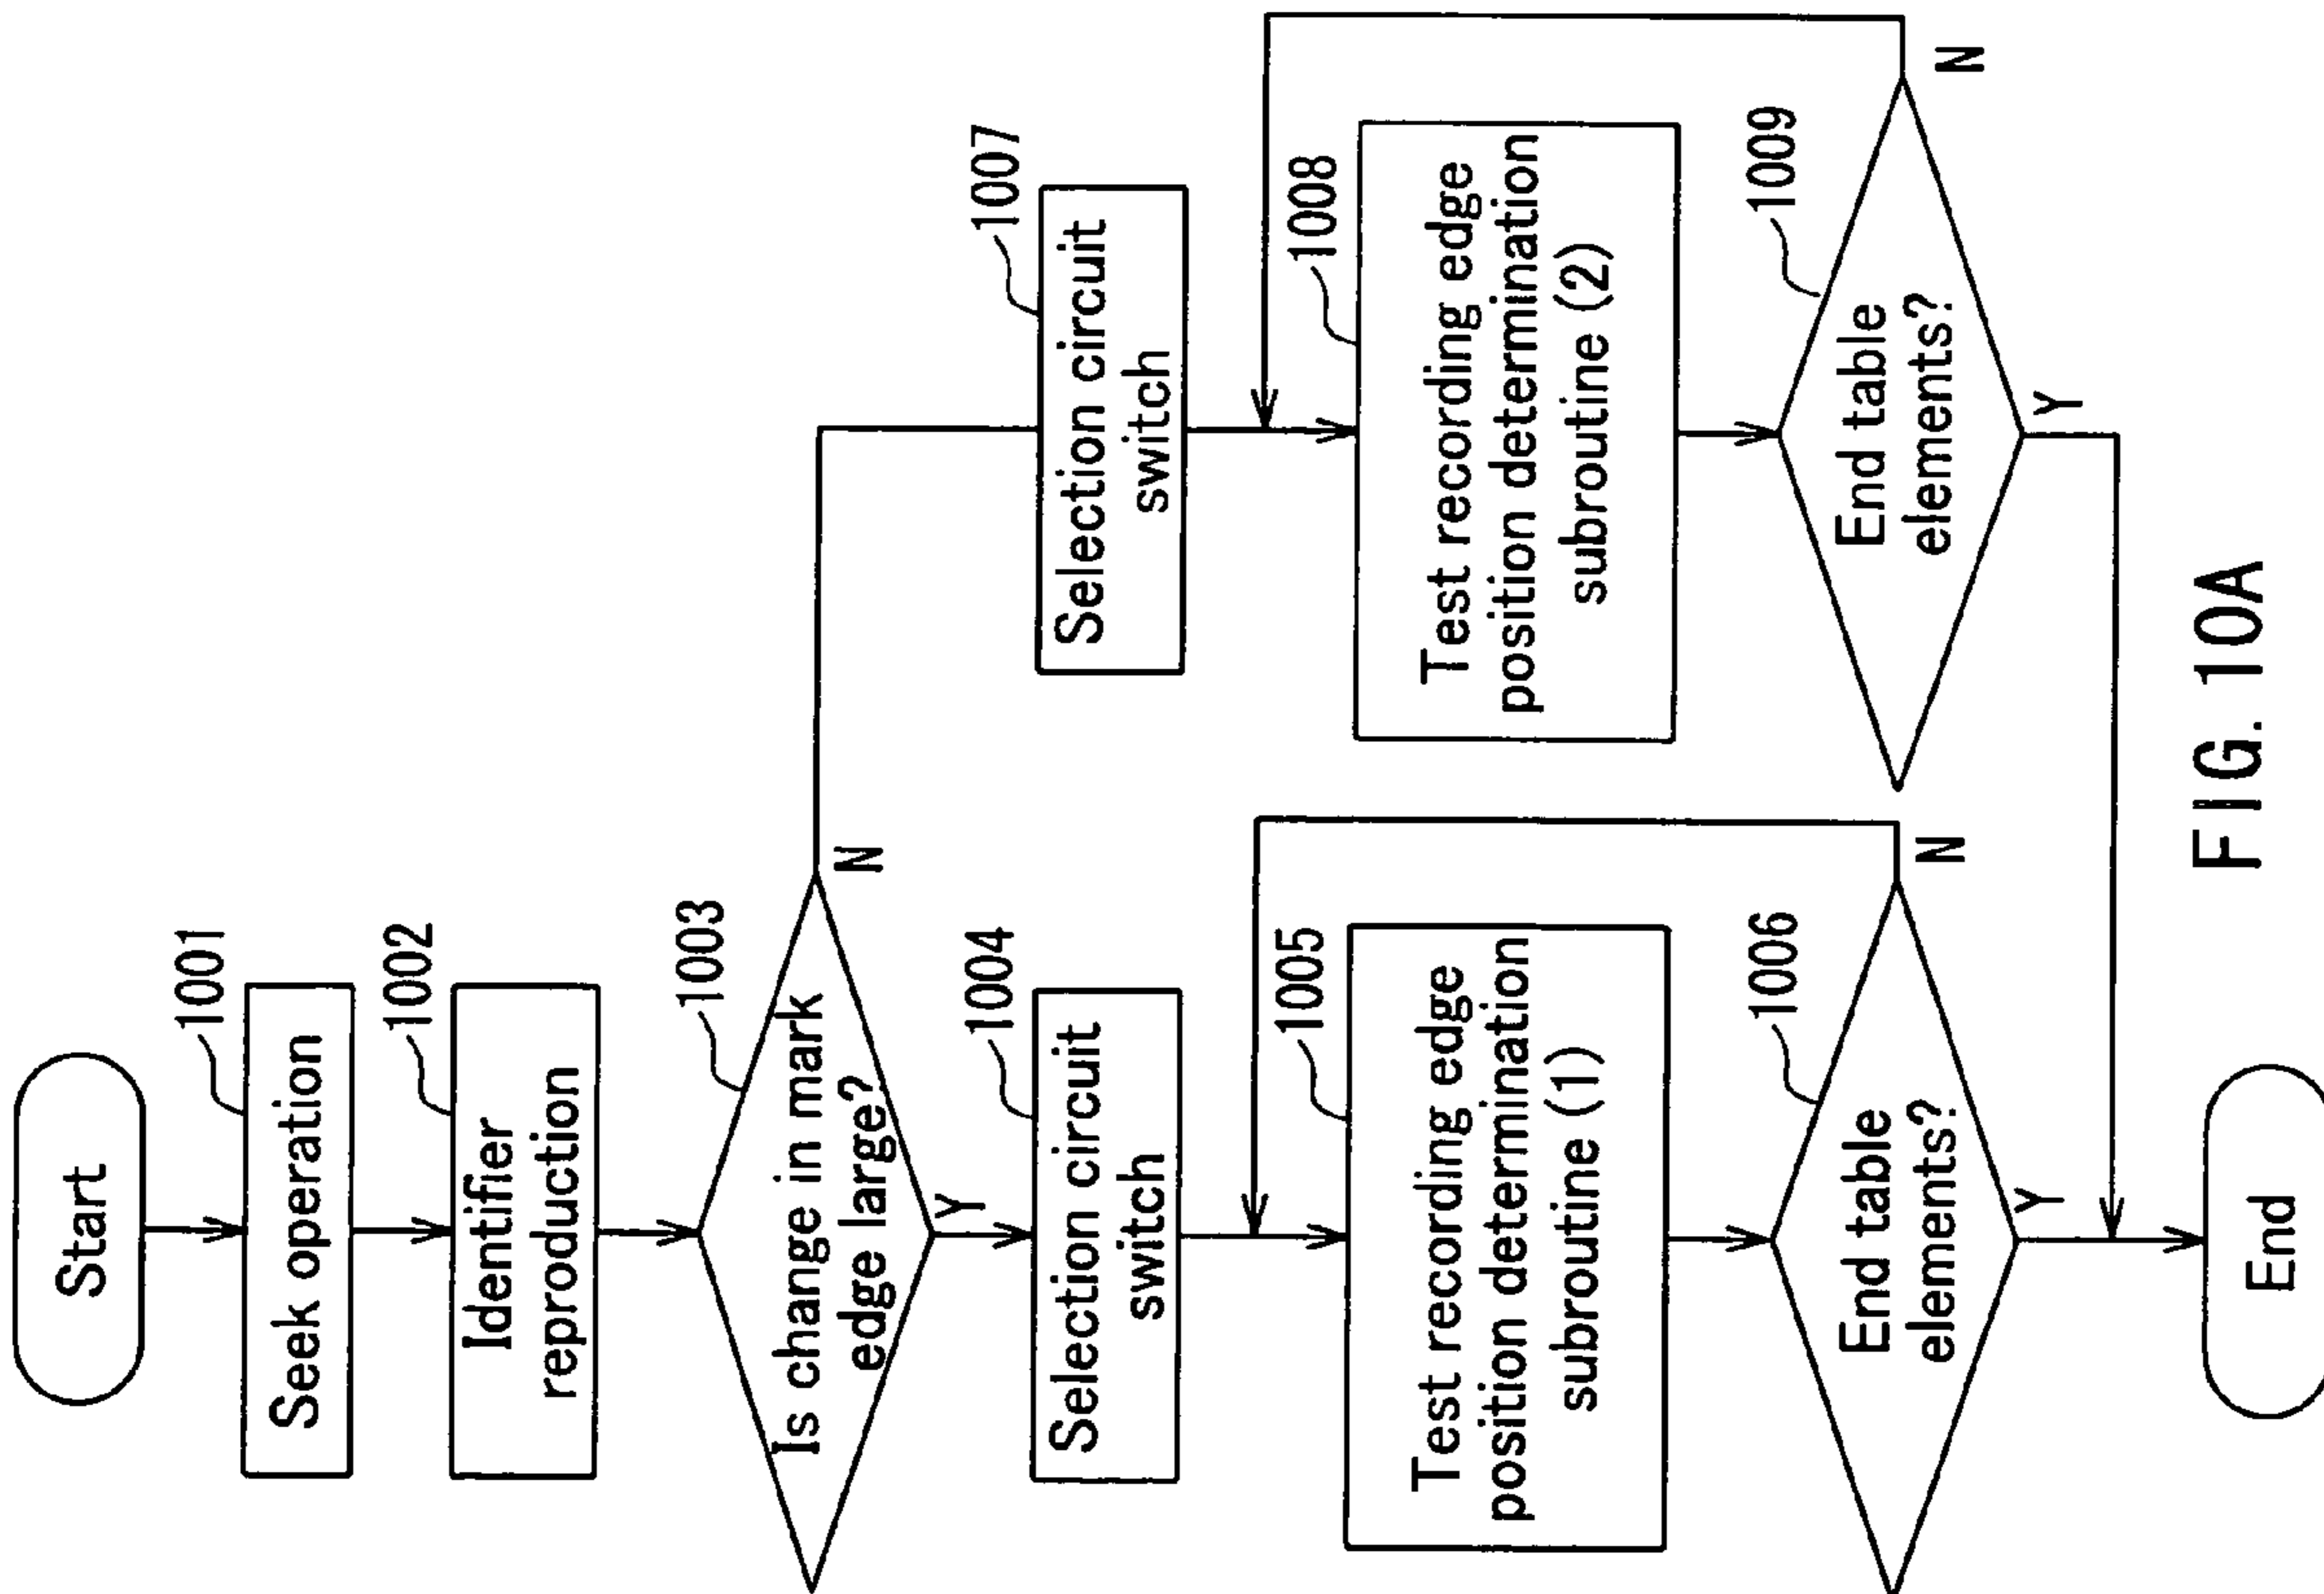 Start
1001
Seek operation
1002
Identifier
reproduction
1003
Is change in mark
edge large?
N
Y
1004
Selection circuit
switch
1005
Test recording edge
position determination
subroutine (1)
1006
End table
elements?
N
Y
1007
Selection circuit
switch
1008
Test recording edge
position determination
subroutine (2)
1009
End table
elements?
N
Y
End
FIG. 10A